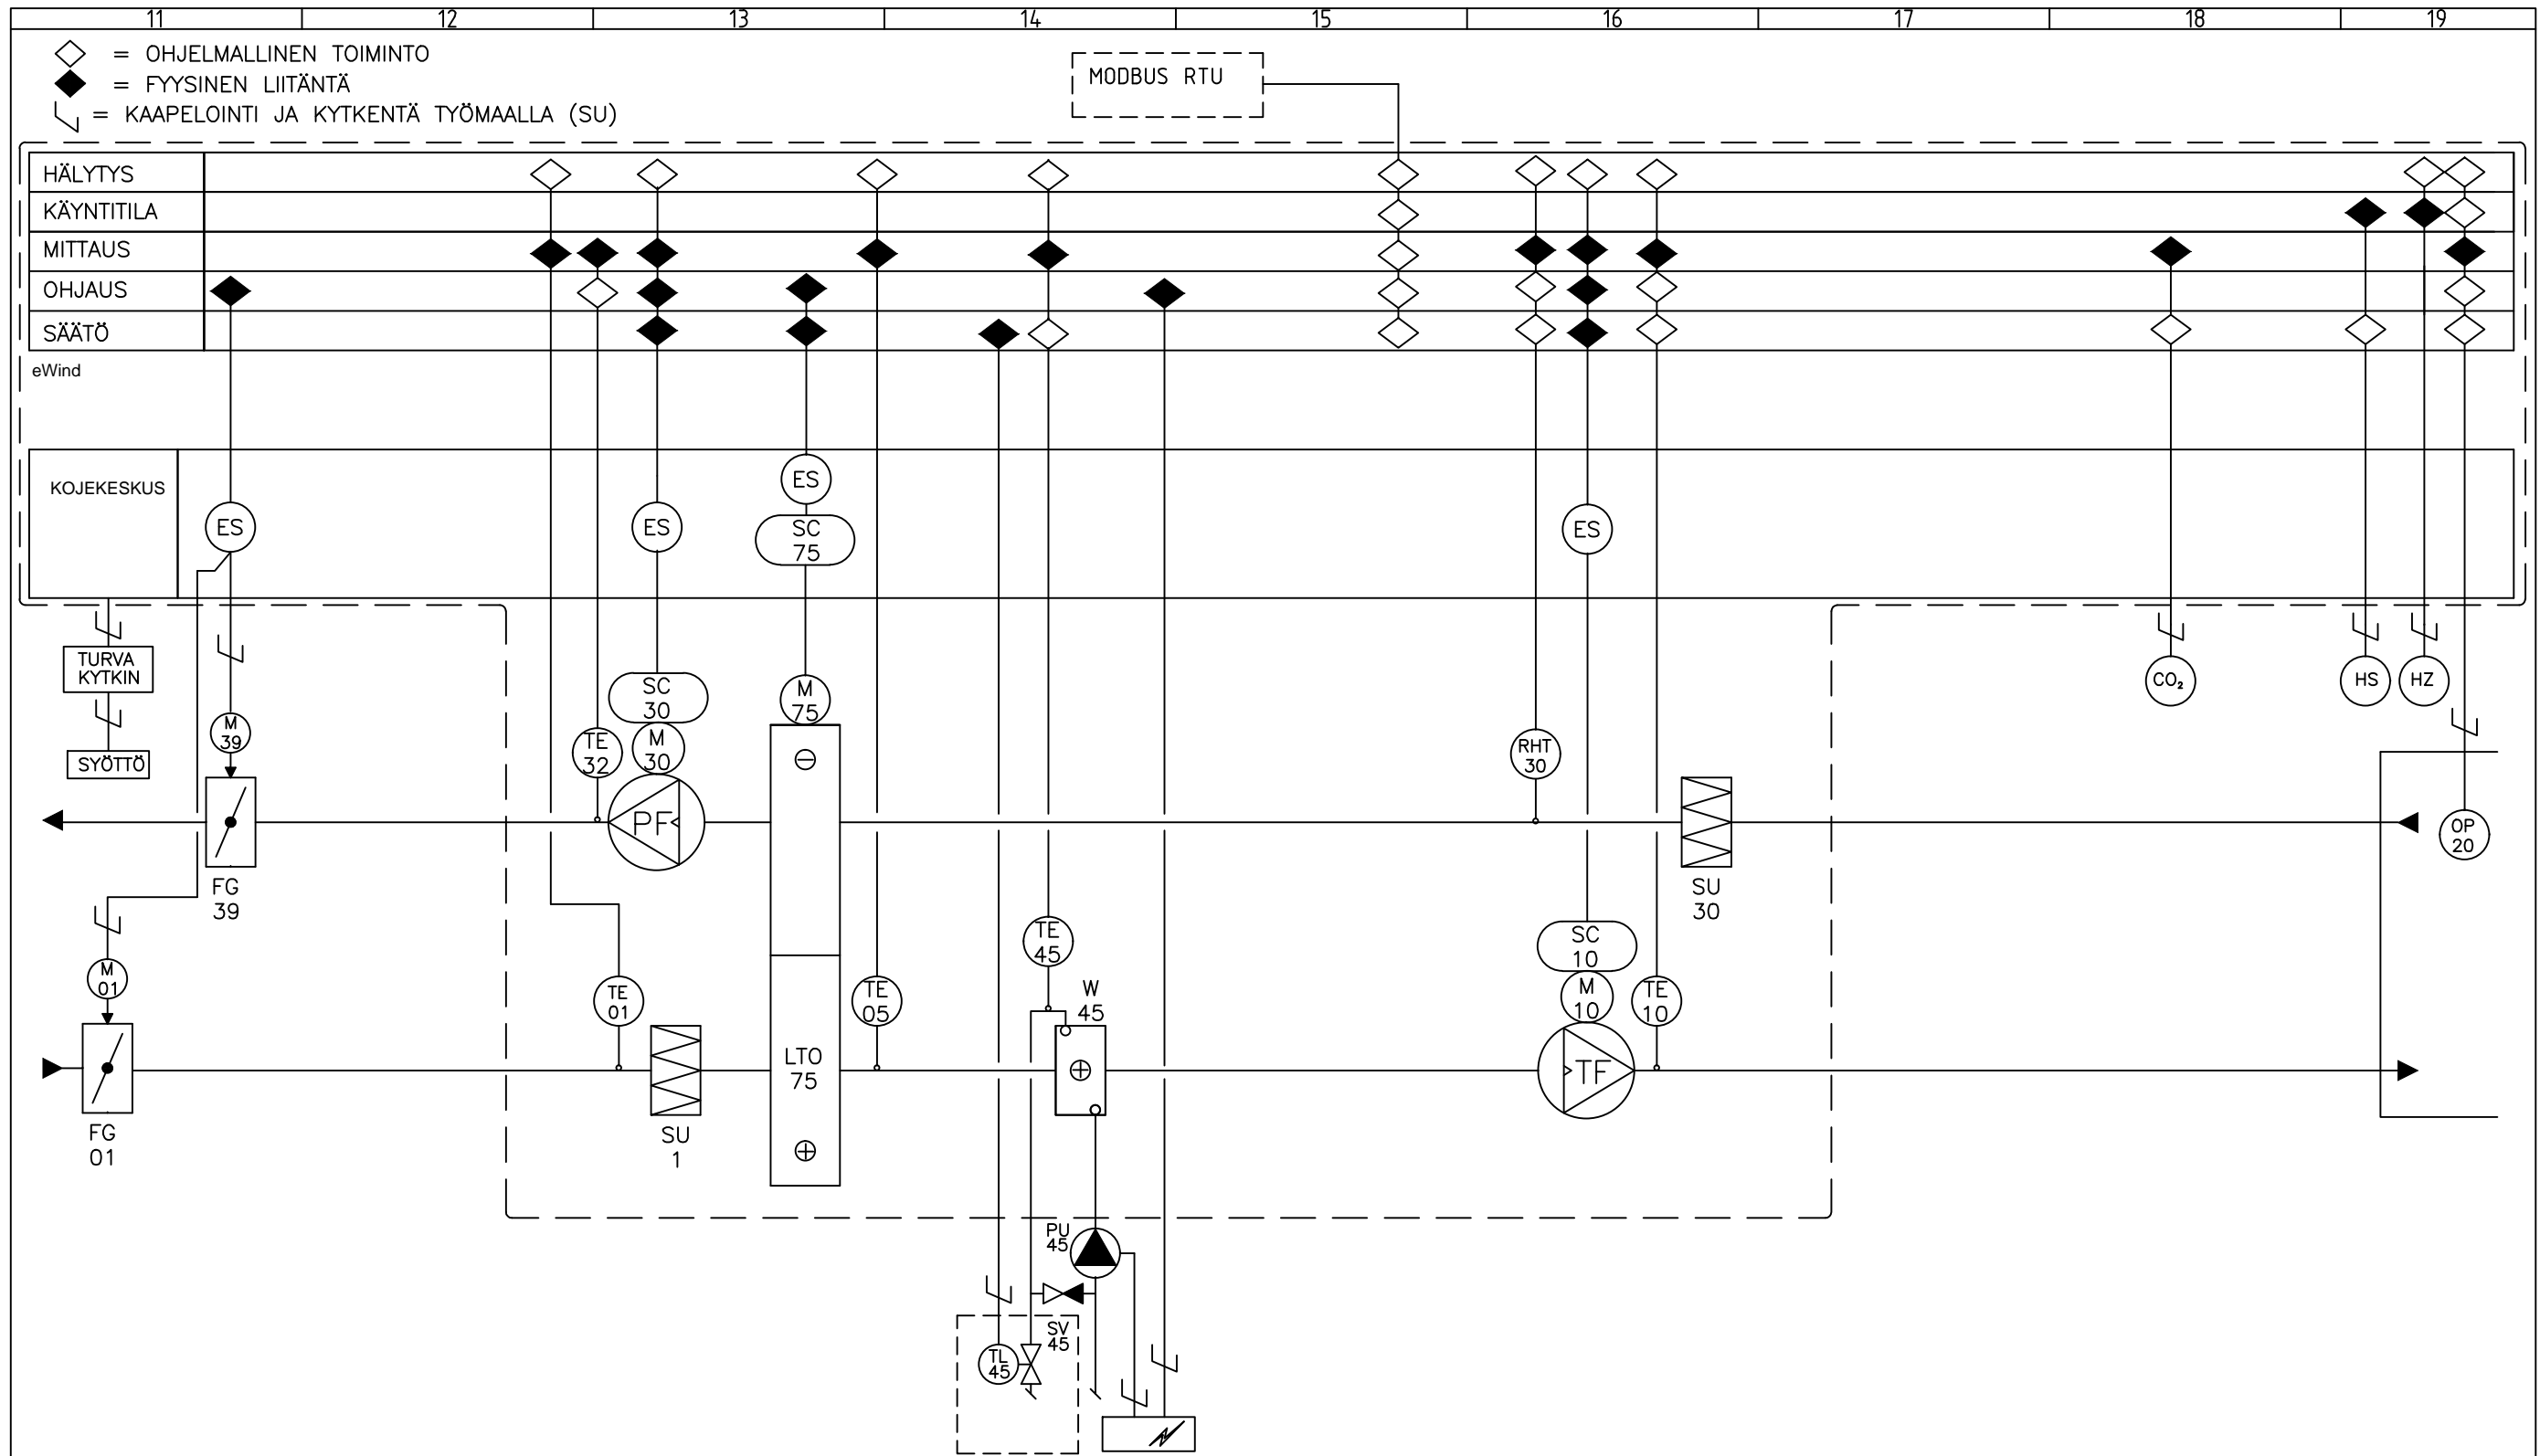 11 12 13 14 15 16 17 18 19
= OHJELMALLINEN TOIMINTO
= FYYSINEN LIITÄNTÄ
= KAAPELOINTI JA KYTKENTÄ TYÖMAALLA (SU)
MODBUS RTU
HÄLYTYS
KÄYNTITILA
MITTAUS
OHJAUS
SÄÄTÖ
eWind
KOJEKESKUS
ES
ES
ES
SC
75
ES
TURVA
KYTKIN
SYÖTTÖ
M
39
TE
32
SC
30
M
30
M
75
RHT
30
CO₂
HS
HZ
PF
OP
20
FG
39
SU
30
M
01
TE
01
TE
05
TE
45
W
45
SC
10
M
10
TE
10
LTO
75
TF
FG
01
SU
1
PU
45
SV
45
TL
45